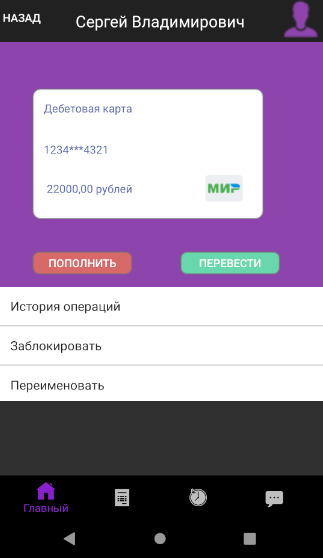 НАЗАД
Сергей Владимирович
Дебетовая карта
1234***4321
22000,00 рублей
МИР
ПОПОЛНИТЬ
ПЕРЕВЕСТИ
История операций
Заблокировать
Переименовать
Главный